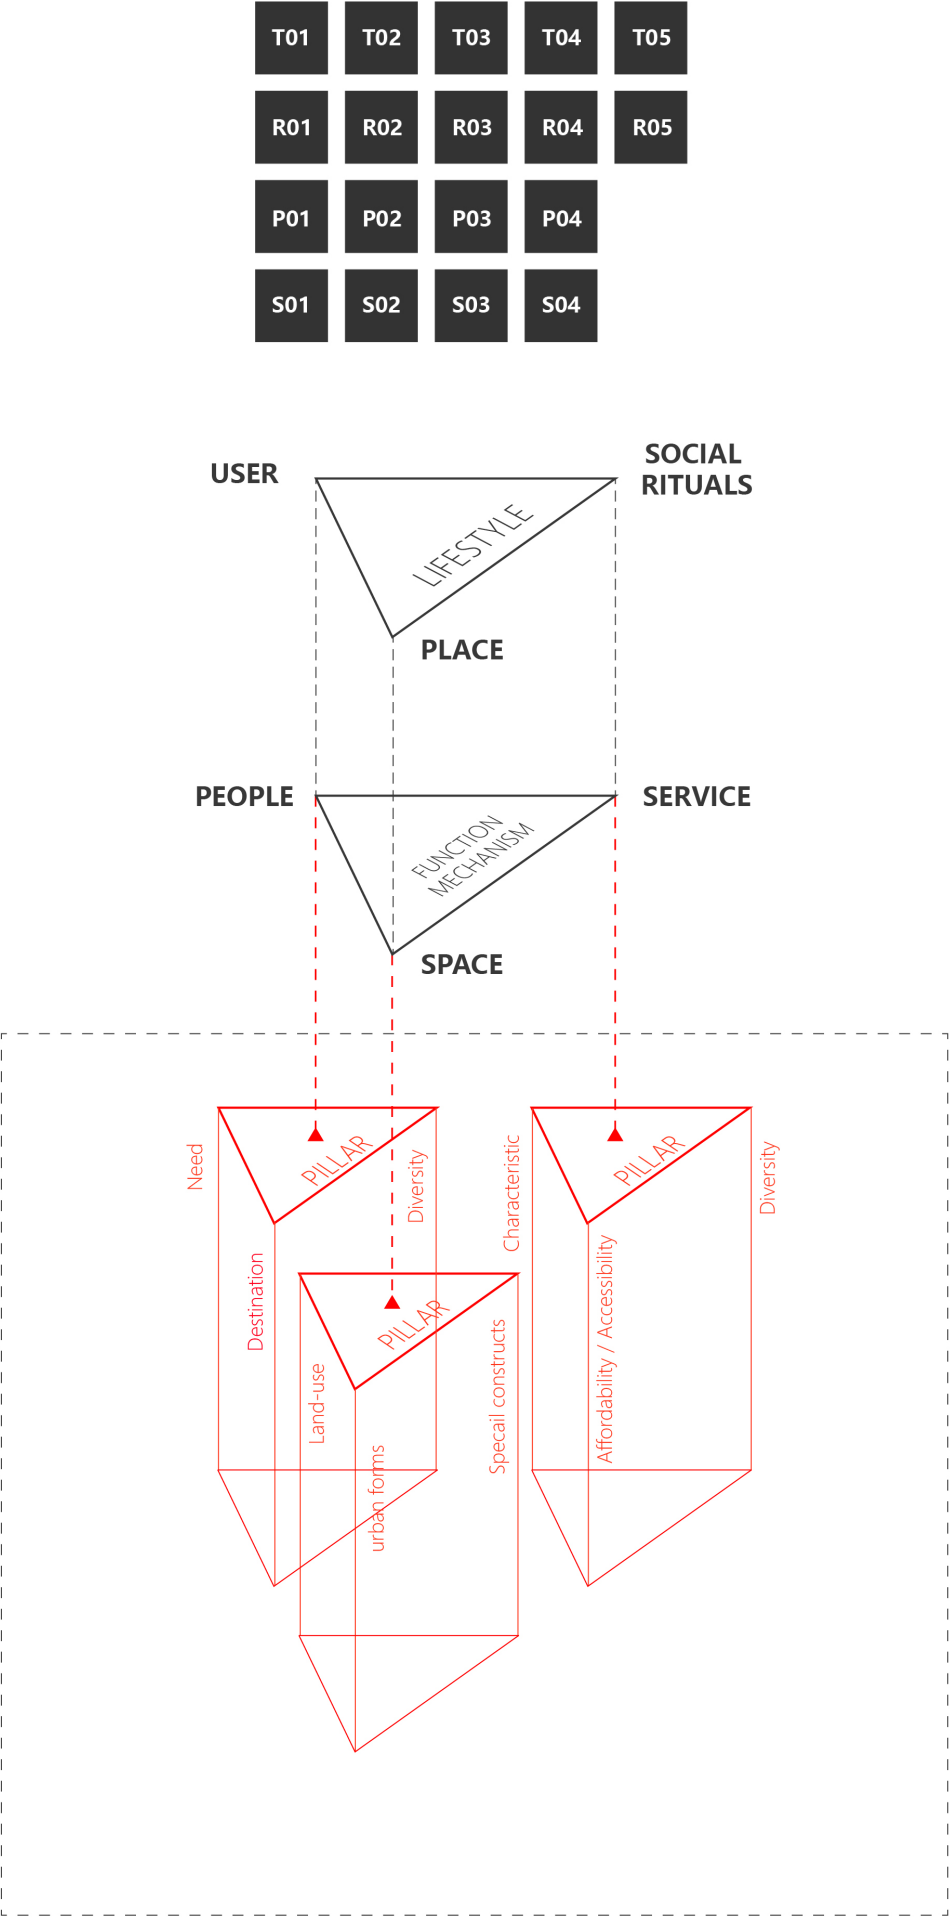 T01 T02 T03 T04 T05
R01 R02 R03 R04 R05
P01 P02 P03 P04
S01 S02 S03 S04
USER
SOCIAL
RITUALS
LIFESTYLE
PLACE
PEOPLE
SERVICE
FUNCTION
MECHANISM
SPACE
Need
PILLAR
Diversity
Destination
Characteristic
PILLAR
Diversity
Affordability / Accessibility
PILLAR
Land-use
Specail constructs
urban forms